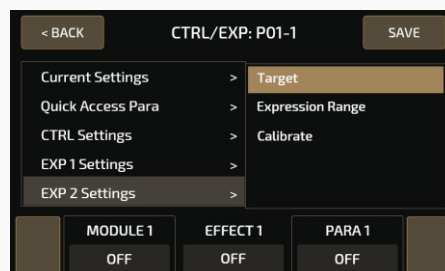 < BACK CTRL/EXP: P01-1 SAVE
Current Settings > Target
Quick Access Para > Expression Range
CTRL Settings > Calibrate
EXP 1 Settings >
EXP 2 Settings >
MODULE 1 EFFECT 1 PARA 1
OFF OFF OFF